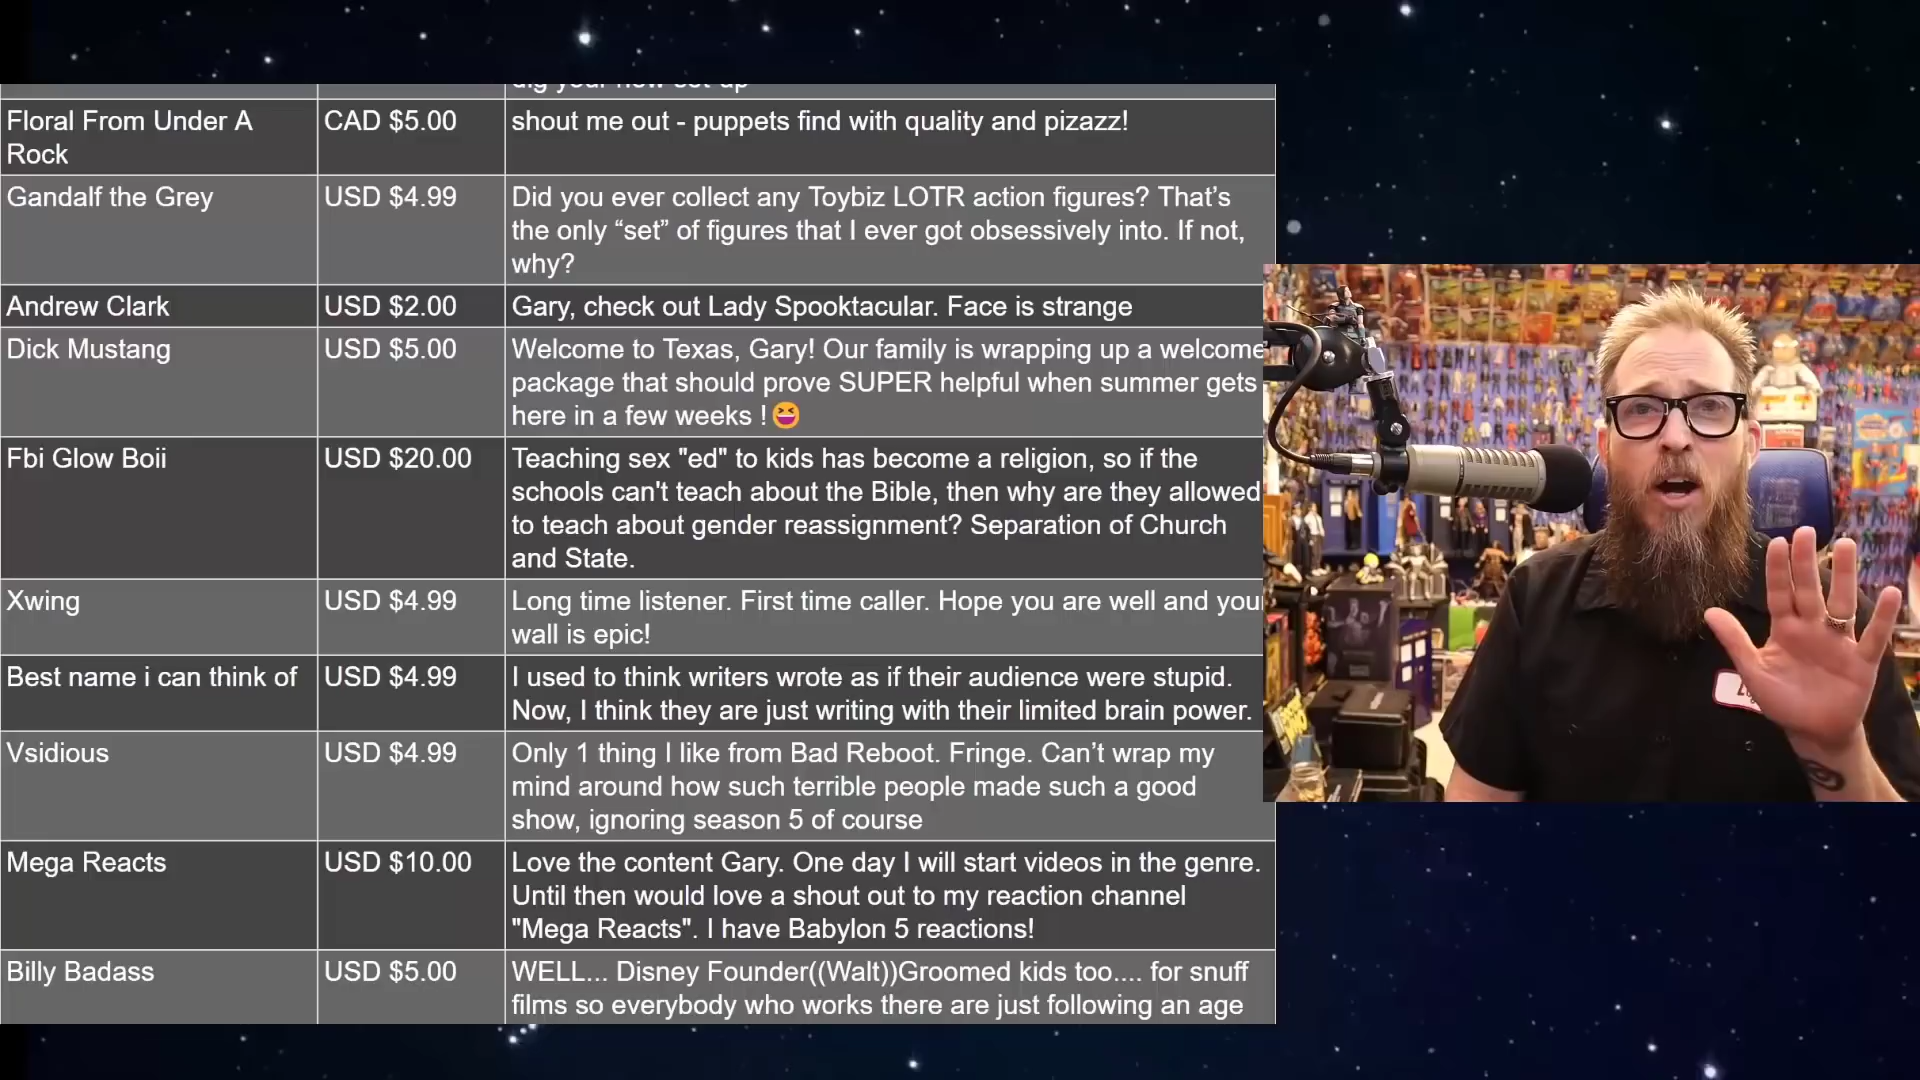 Floral From Under A
Rock
CAD $5.00
shout me out - puppets find with quality and pizazz!
Gandalf the Grey
USD $4.99
Did you ever collect any Toybiz LOTR action figures? That’s
the only “set” of figures that I ever got obsessively into. If not,
why?
Andrew Clark
USD $2.00
Gary, check out Lady Spooktacular. Face is strange
Dick Mustang
USD $5.00
Welcome to Texas, Gary! Our family is wrapping up a welcome
package that should prove SUPER helpful when summer gets
here in a few weeks !😆
Fbi Glow Boii
USD $20.00
Teaching sex "ed" to kids has become a religion, so if the
schools can't teach about the Bible, then why are they allowed
to teach about gender reassignment? Separation of Church
and State.
Xwing
USD $4.99
Long time listener. First time caller. Hope you are well and your
wall is epic!
Best name i can think of
USD $4.99
I used to think writers wrote as if their audience were stupid.
Now, I think they are just writing with their limited brain power.
Vsidious
USD $4.99
Only 1 thing I like from Bad Reboot. Fringe. Can’t wrap my
mind around how such terrible people made such a good
show, ignoring season 5 of course
Mega Reacts
USD $10.00
Love the content Gary. One day I will start videos in the genre.
Until then would love a shout out to my reaction channel
"Mega Reacts". I have Babylon 5 reactions!
Billy Badass
USD $5.00
WELL... Disney Founder((Walt))Groomed kids too.... for snuff
films so everybody who works there are just following an age